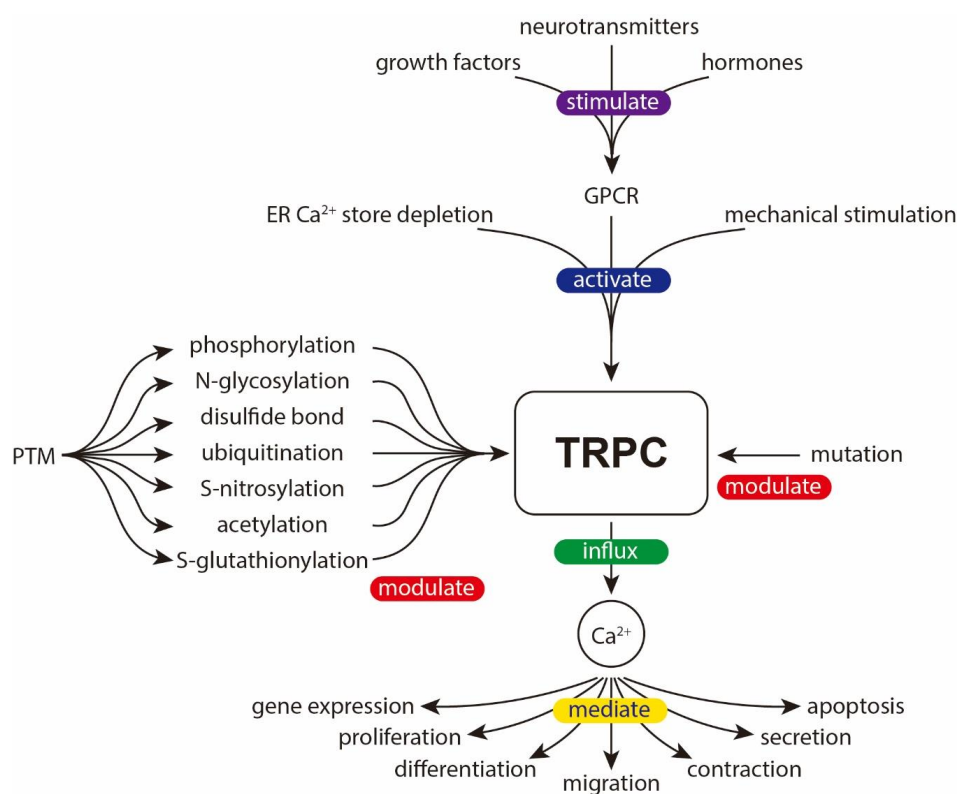 neurotransmitters
growth factors
hormones
stimulate
GPCR
ER Ca²⁺ store depletion
mechanical stimulation
activate
phosphorylation
N-glycosylation
disulfide bond
PTM
ubiquitination
S-nitrosylation
acetylation
S-glutathionylation
modulate
TRPC
mutation
modulate
influx
Ca²⁺
mediate
gene expression
proliferation
differentiation
migration
contraction
secretion
apoptosis